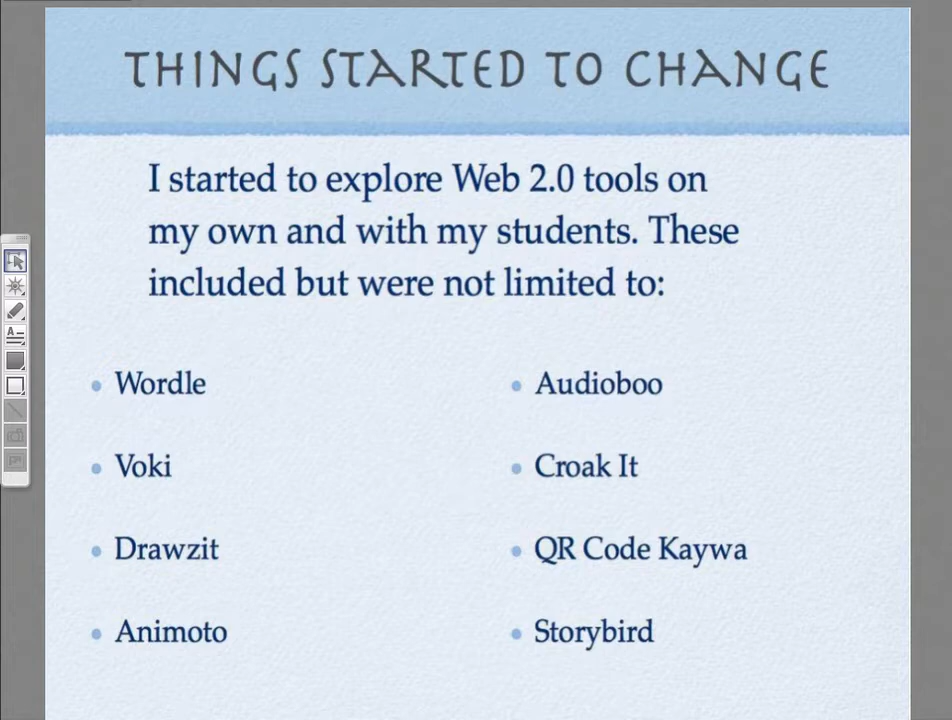 THINGS STARTED TO CHANGE
I started to explore Web 2.0 tools on
my own and with my students. These
included but were not limited to:
Wordle
Voki
Drawzit
Animoto
Audioboo
Croak It
QR Code Kaywa
Storybird